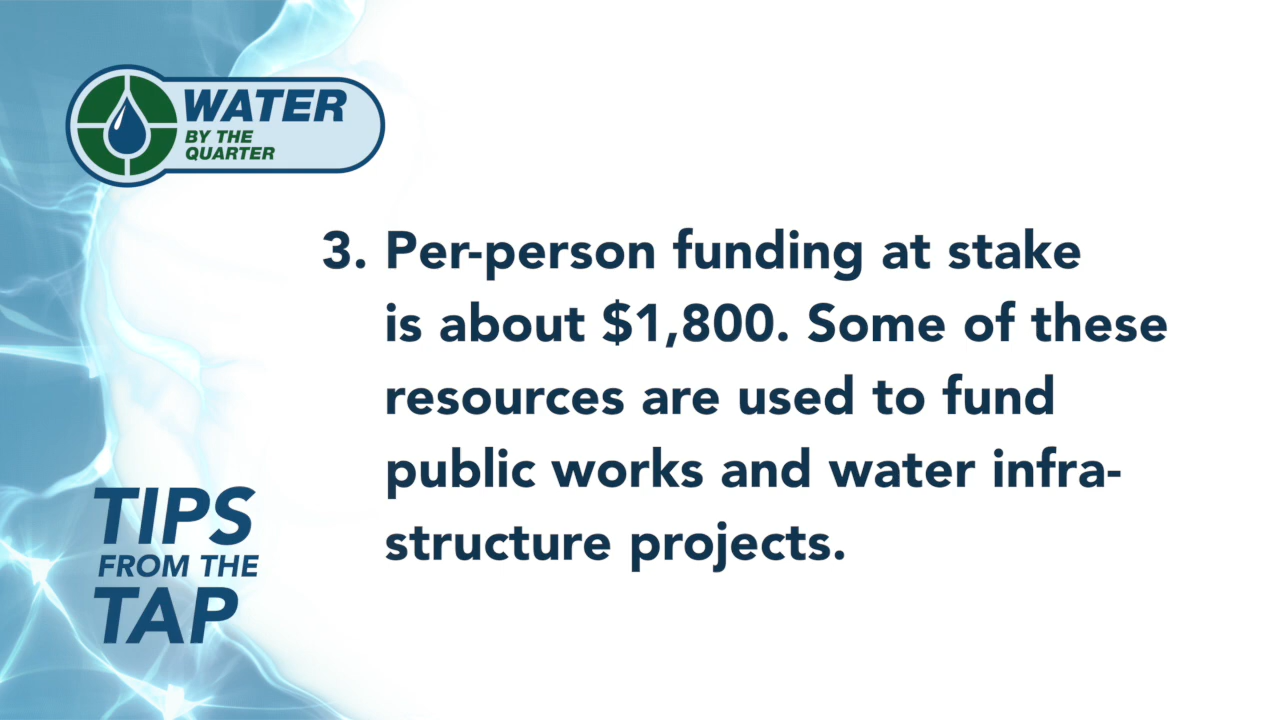 WATER
BY THE
QUARTER
3. Per-person funding at stake
is about $1,800. Some of these
resources are used to fund
public works and water infra-
structure projects.
TIPS
FROM THE
TAP